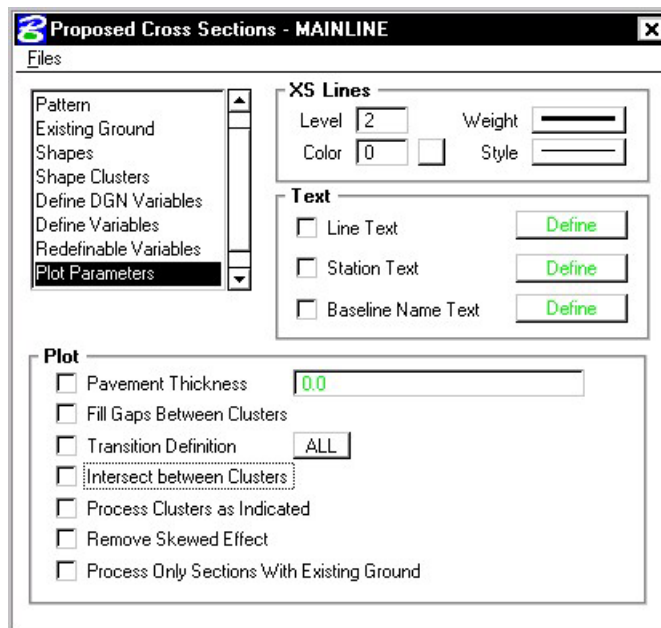 Proposed Cross Sections - MAINLINE
Files
Pattern
Existing Ground
Shapes
Shape Clusters
Define DGN Variables
Define Variables
Redefinable Variables
Plot Parameters
XS Lines
Level 2 Weight
Color 0 Style
Text
Line Text Define
Station Text Define
Baseline Name Text Define
Plot
Pavement Thickness 0.0
Fill Gaps Between Clusters
Transition Definition ALL
Intersect between Clusters
Process Clusters as Indicated
Remove Skewed Effect
Process Only Sections With Existing Ground